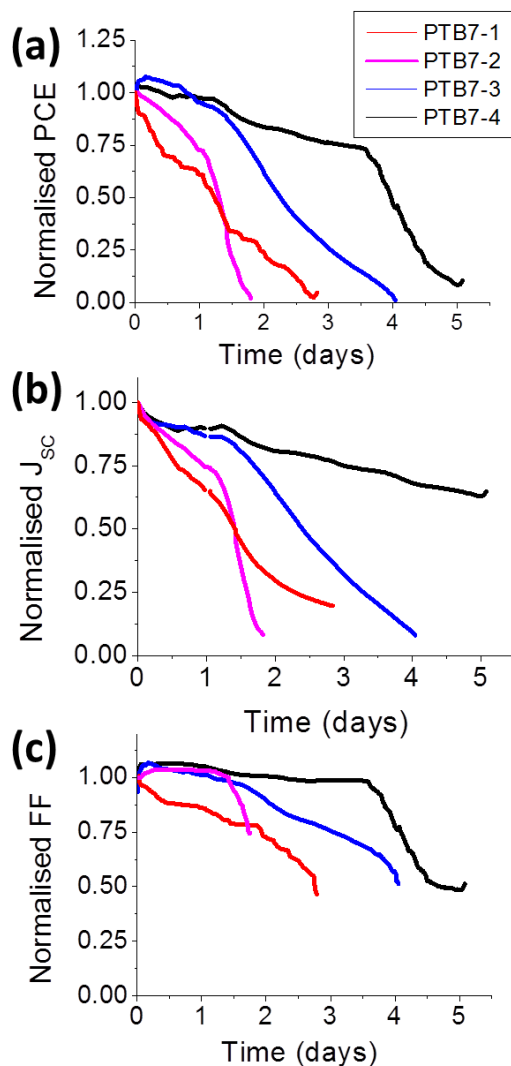 (a)
PTB7-1
PTB7-2
PTB7-3
PTB7-4
Normalised PCE
1.25
1.00
0.75
0.50
0.25
0.00
0 1 2 3 4 5
Time (days)
(b)
Normalised JSC
1.00
0.75
0.50
0.25
0.00
0 1 2 3 4 5
Time (days)
(c)
Normalised FF
1.00
0.75
0.50
0.25
0.00
0 1 2 3 4 5
Time (days)